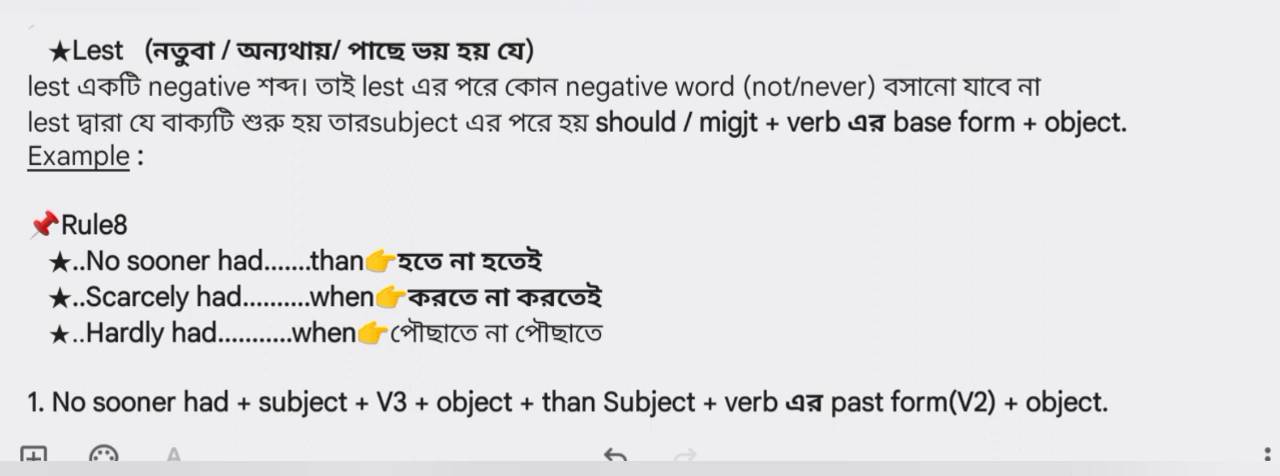 ★Lest (নতুবা / অন্যথায়/ পাছে ভয় হয় যে)
lest একটি negative শব্দ। তাই lest এর পরে কোন negative word (not/never) বসানো যাবে না
lest দ্বারা যে বাক্যটি শুরু হয় তারsubject এর পরে হয় should / migjt + verb এর base form + object.
Example :
📌Rule8
★..No sooner had.......than👉হতে না হতেই
★..Scarcely had..........when👉করতে না করতেই
★..Hardly had...........when👉পৌছাতে না পৌছাতে
1. No sooner had + subject + V3 + object + than Subject + verb এর past form(V2) + object.
A